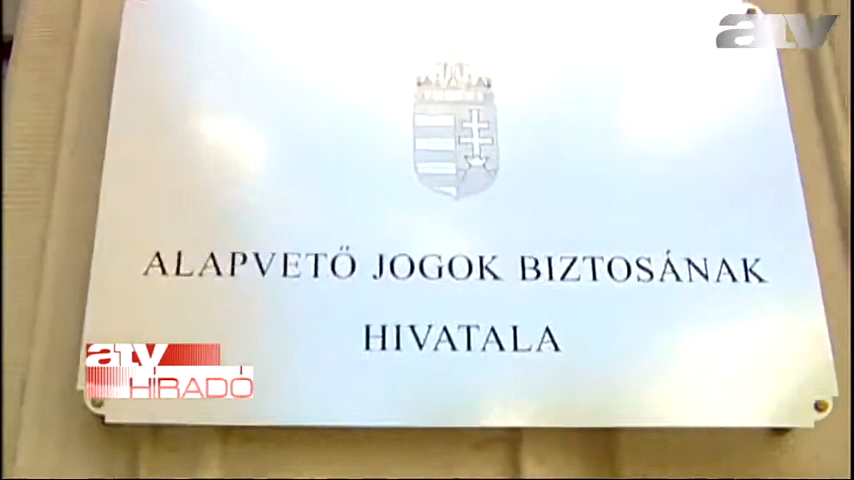 atv
ALAPVETŐ JOGOK BIZTOSÁNAK
HIVATALA
atv
HÍRADÓ